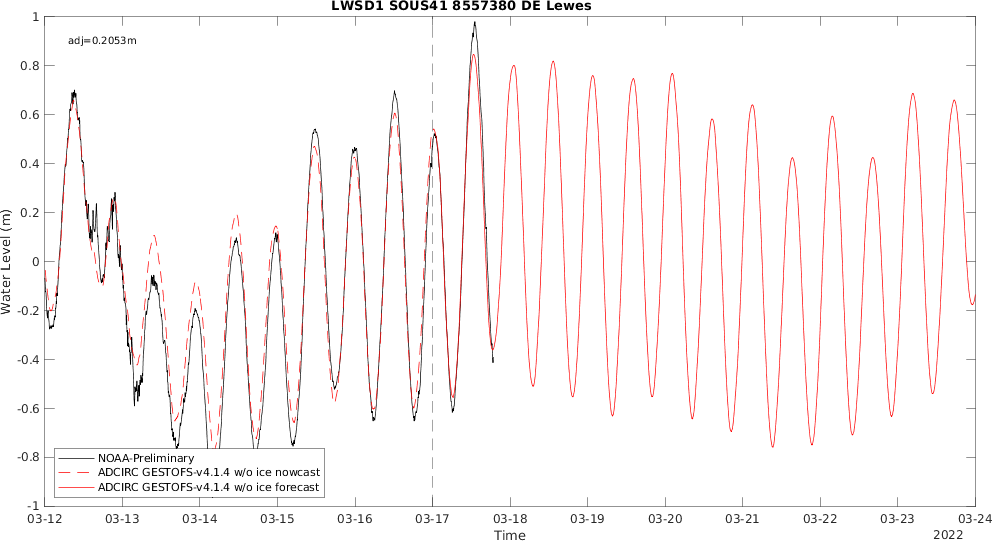 LWSD1 SOUS41 8557380 DE Lewes
adj=0.2053m
1
0.8
0.6
0.4
0.2
0
-0.2
-0.4
-0.6
-0.8
-1
Water Level (m)
NOAA-Preliminary
ADCIRC GESTOFS-v4.1.4 w/o ice nowcast
ADCIRC GESTOFS-v4.1.4 w/o ice forecast
03-12 03-13 03-14 03-15 03-16 03-17 03-18 03-19 03-20 03-21 03-22 03-23 03-24
Time
2022